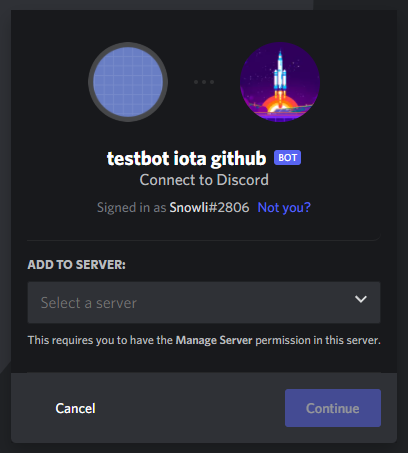 testbot iota github BOT
Connect to Discord
Signed in as Snowli#2806 Not you?
ADD TO SERVER:
Select a server
This requires you to have the Manage Server permission in this server.
Cancel Continue